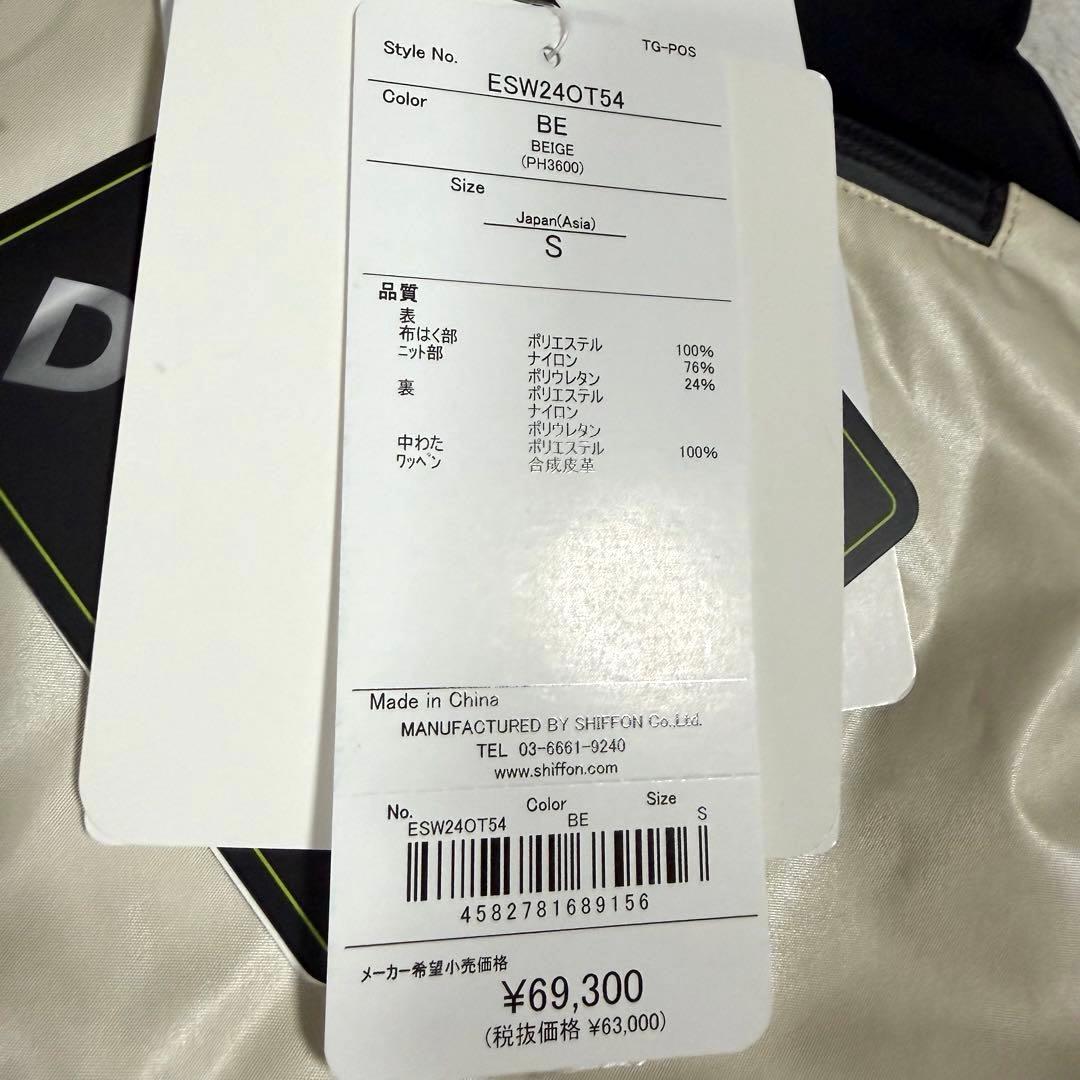 TG-POS
Style No.
ESW24OT54
Color
BE
BEIGE
(PH3600)
Size
Japan(Asia)
S
品質
表
布はく部 ポリエステル 100%
ニット部 ナイロン 76%
ポリウレタン 24%
裏 ポリエステル
ナイロン
ポリウレタン
中わた ポリエステル 100%
ワッペン 合成皮革
Made in China
MANUFACTURED BY SHIFFON Co.,Ltd.
TEL 03-6661-9240
www.shiffon.com
No. Color Size
ESW24OT54 BE S
4582781689156
メーカー希望小売価格
¥69,300
(税抜価格 ¥63,000)
D